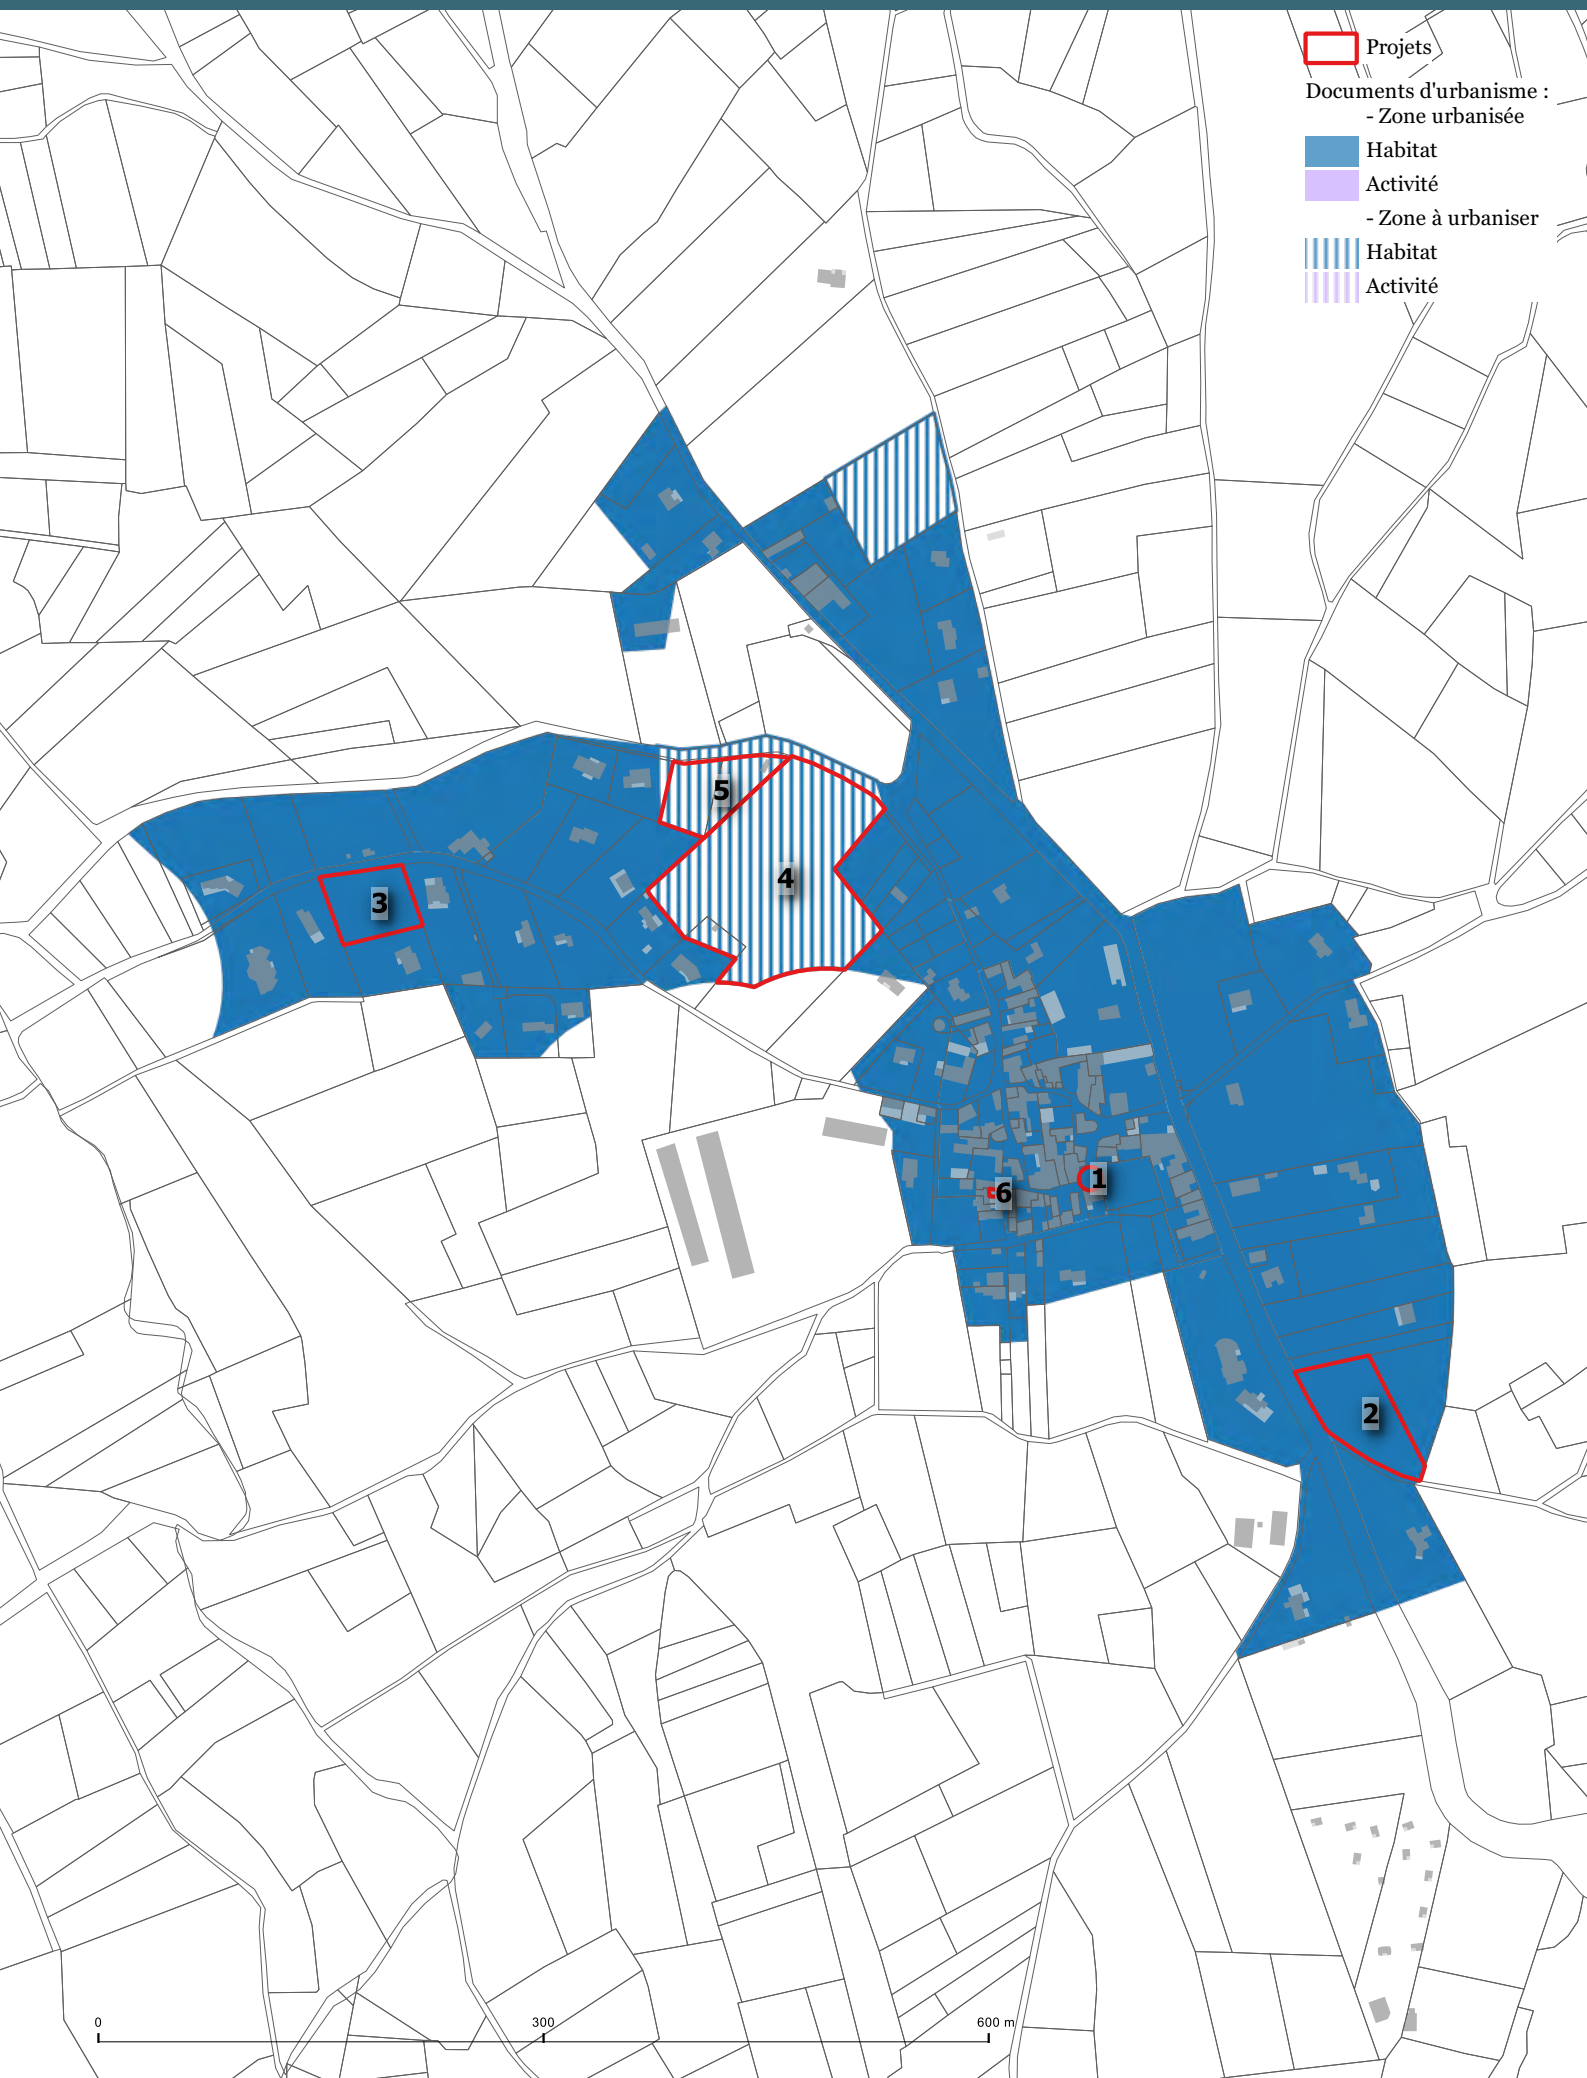 Projets
Documents d'urbanisme :
- Zone urbanisée
Habitat
Activité
- Zone à urbaniser
Habitat
Activité
5
4
3
1
6
2
0 300 600 m